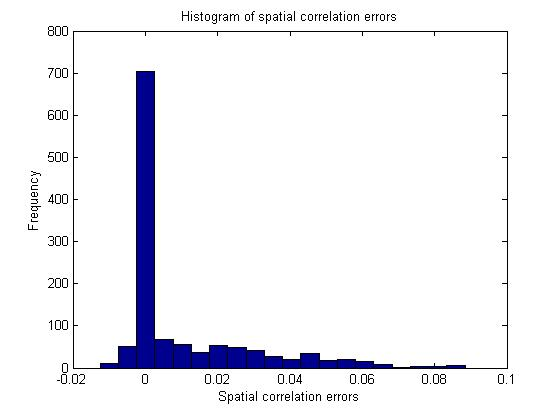 Histogram of spatial correlation errors
800
700
600
500
400
300
200
100
0
Frequency
-0.02 0 0.02 0.04 0.06 0.08 0.1
Spatial correlation errors